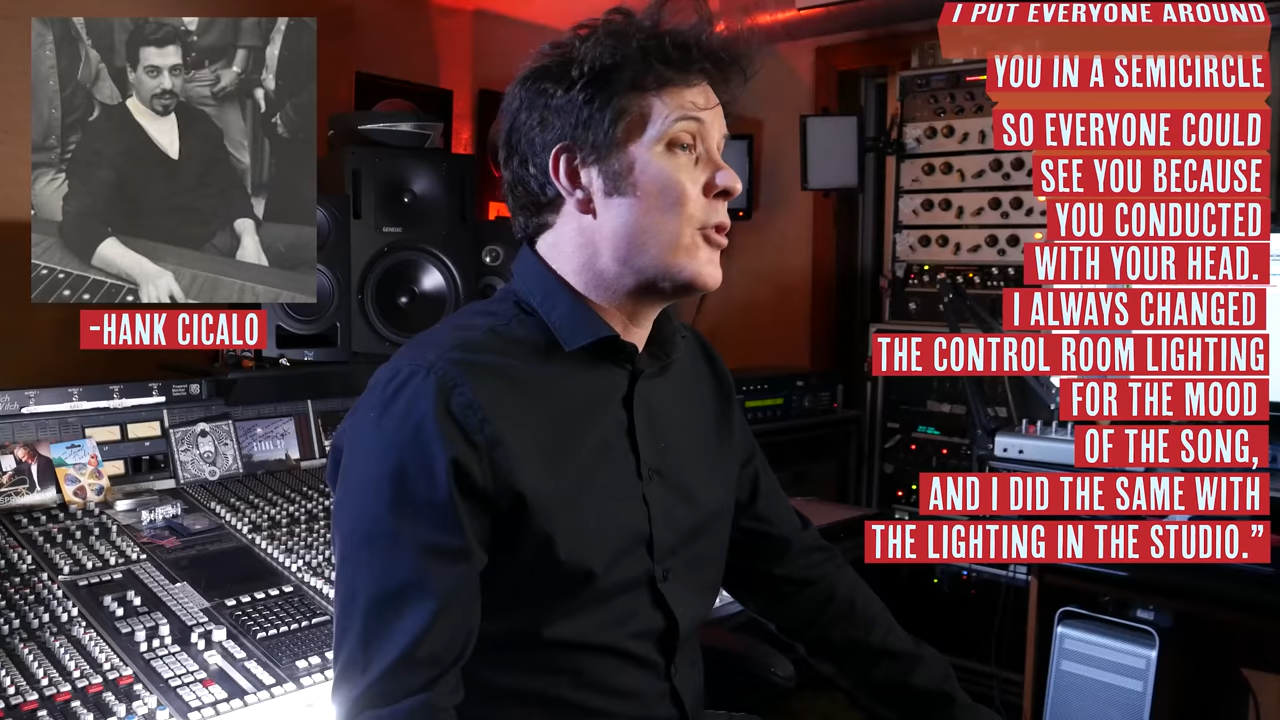 I PUT EVERYONE AROUND
YOU IN A SEMICIRCLE
SO EVERYONE COULD
SEE YOU BECAUSE
YOU CONDUCTED
WITH YOUR HEAD.
I ALWAYS CHANGED
THE CONTROL ROOM LIGHTING
FOR THE MOOD
OF THE SONG,
AND I DID THE SAME WITH
THE LIGHTING IN THE STUDIO.”
-HANK CICALO
GENELEC